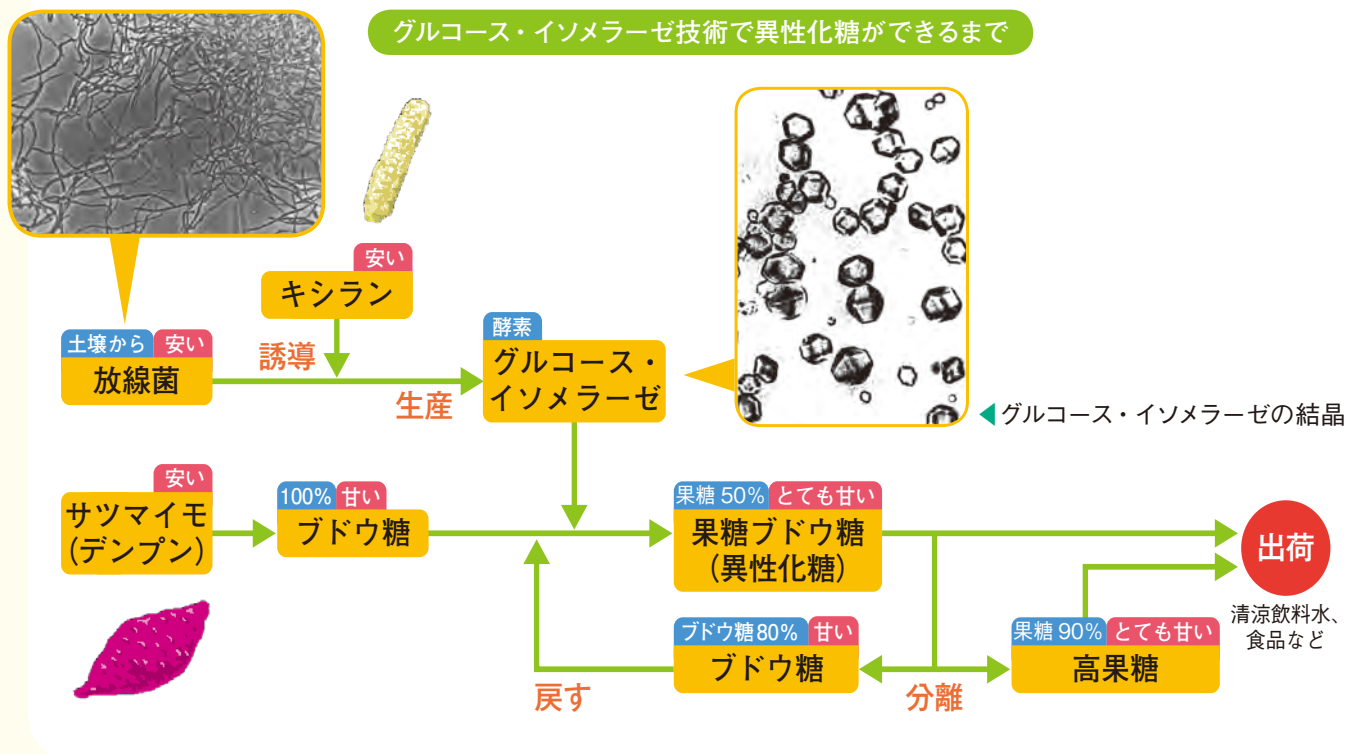 グルコース・イソメラーゼ技術で異性化糖ができるまで
安い
キシラン
土壌から 安い
放線菌
誘導
生産
酵素
グルコース・
イソメラーゼ
グルコース・イソメラーゼの結晶
安い
サツマイモ
(デンプン)
100% 甘い
ブドウ糖
果糖 50% とても甘い
果糖ブドウ糖
(異性化糖)
出荷
清涼飲料水、
食品など
ブドウ糖80% 甘い
ブドウ糖
戻す
分離
果糖 90% とても甘い
高果糖